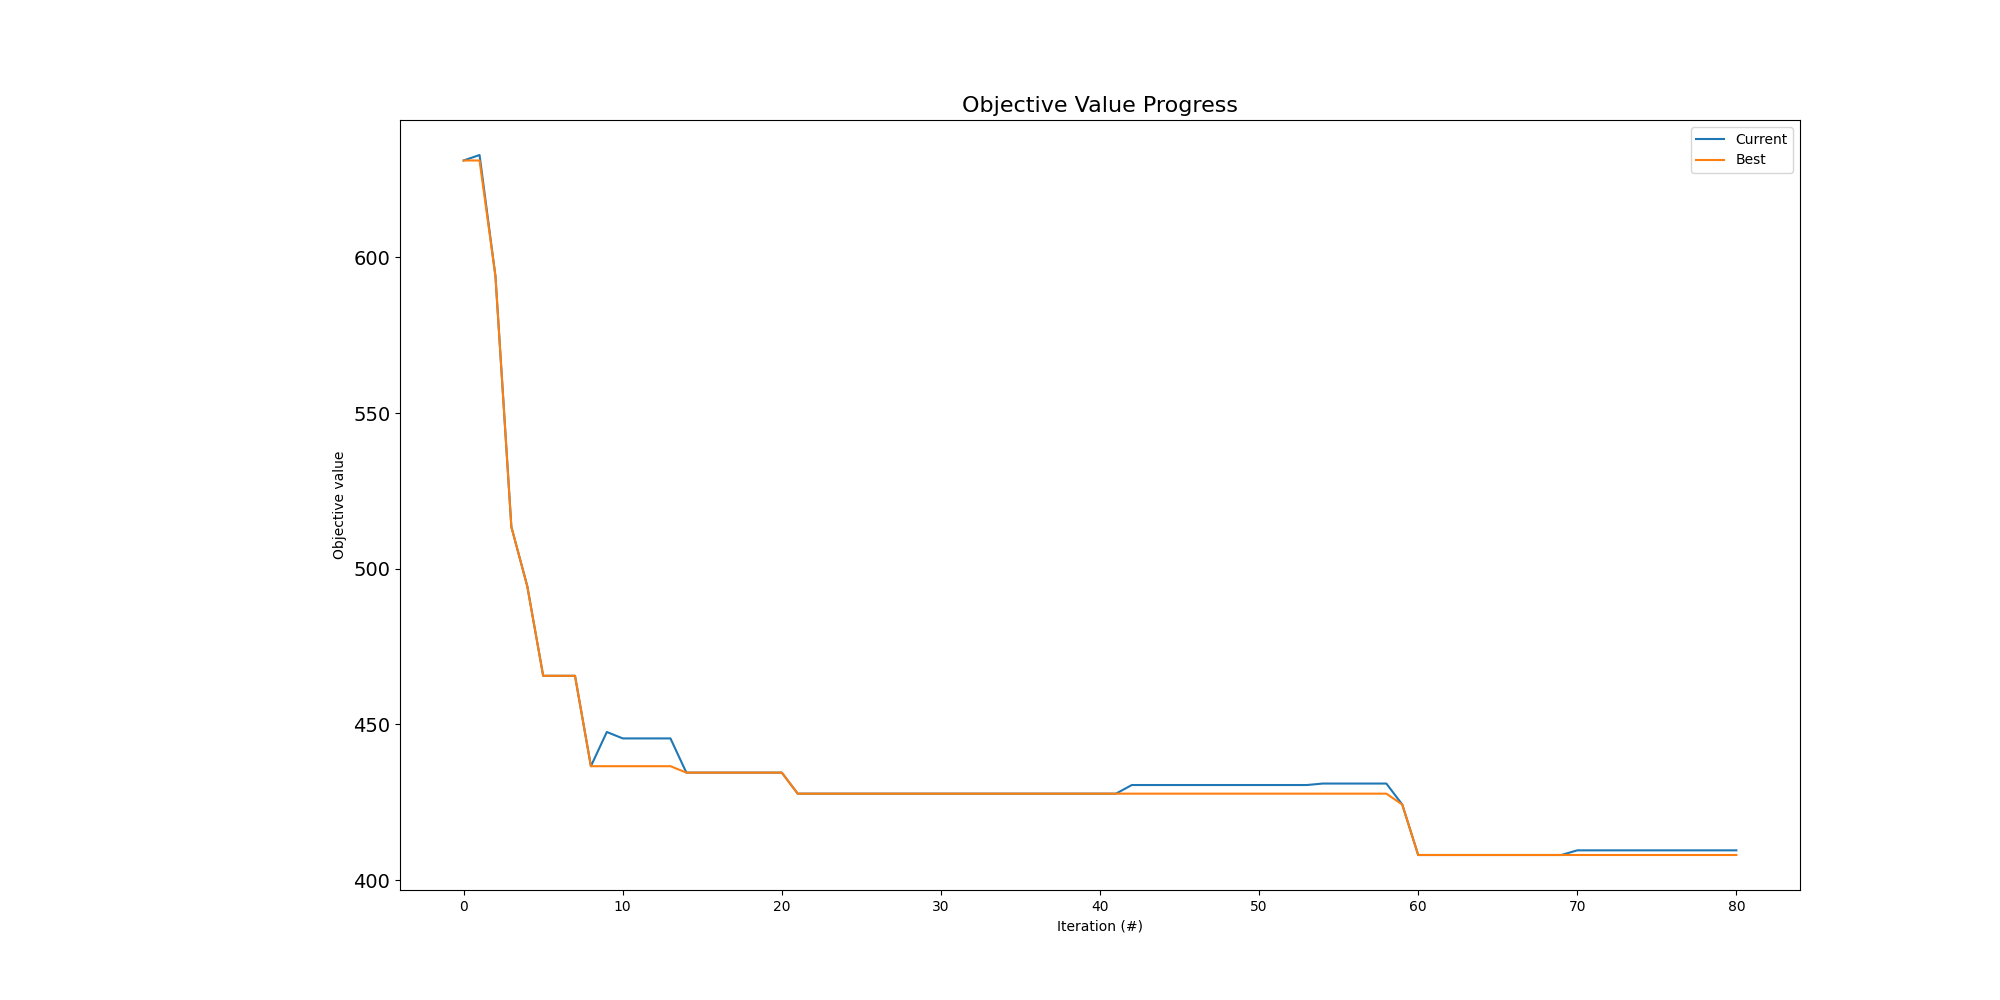 Objective Value Progress
Current
Best
600
550
500
450
400
Objective value
0 10 20 30 40 50 60 70 80
Iteration (#)